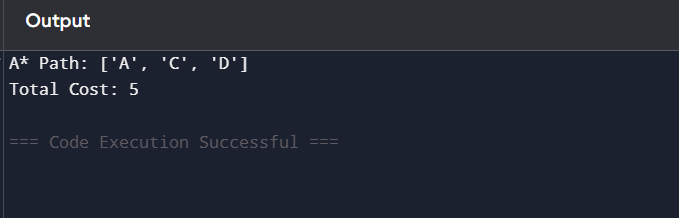 Output
A* Path: ['A', 'C', 'D']
Total Cost: 5
=== Code Execution Successful ===